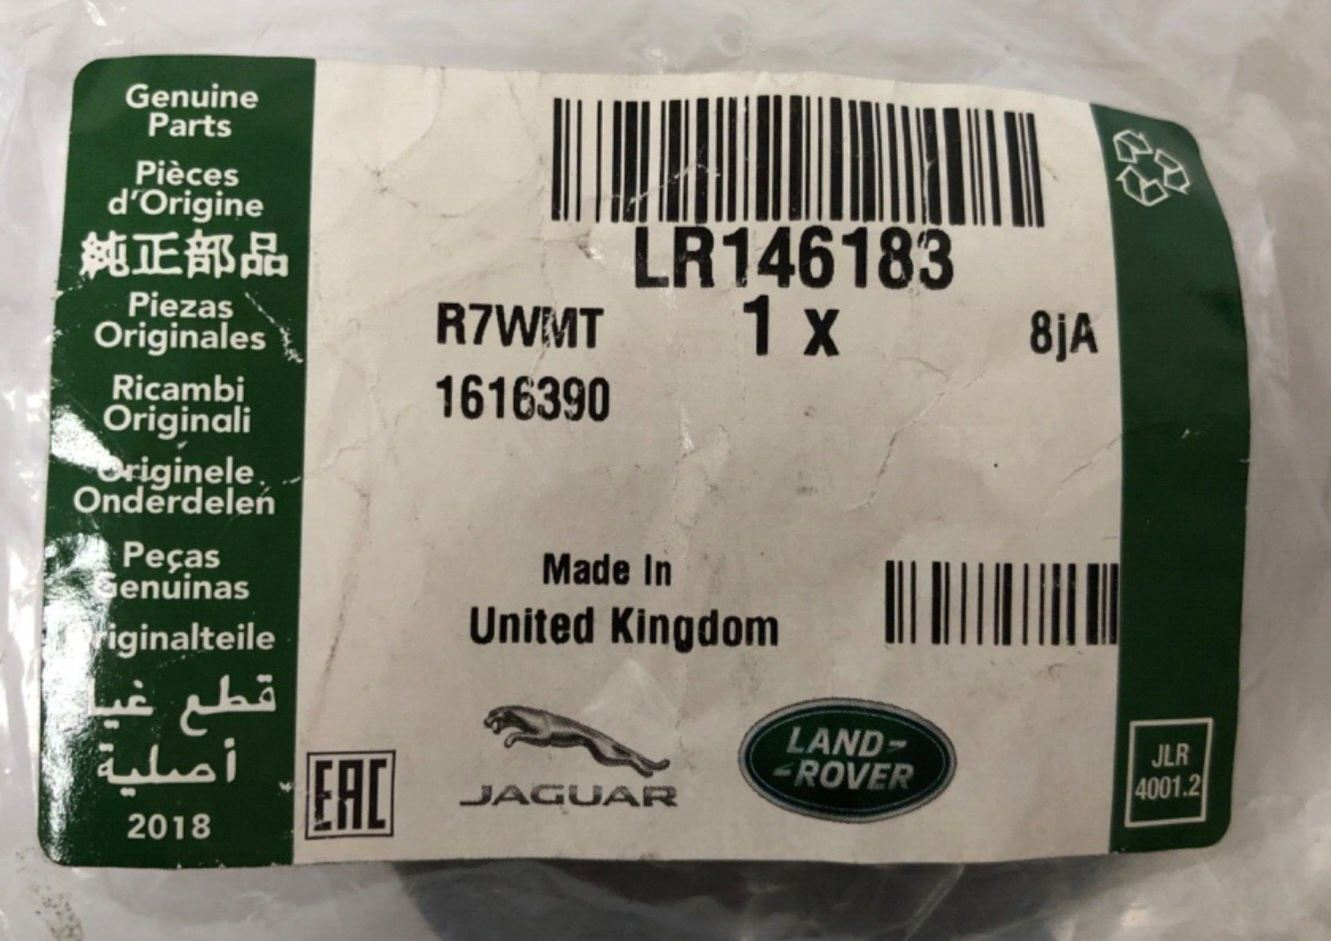 Genuine
Parts
Pièces
d'Origine
純正部品
Piezas
Originales
Ricambi
Originali
Originele
Onderdelen
Peças
Genuinas
Originalteile
قطع غيار
أصلية
2018
LR146183
R7WMT 1 x 8jA
1616390
Made In
United Kingdom
EAC
JAGUAR
LAND-
-ROVER
JLR
4001.2